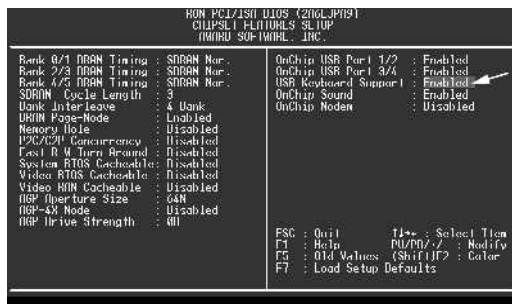 ROM PCI/ISA BIOS (2A6LJPA9)
CHIPSET FEATURES SETUP
AWARD SOFTWARE, INC.
Bank 0/1 DRAM Timing : SDRAM Nor.
Bank 2/3 DRAM Timing : SDRAM Nor.
Bank 4/5 DRAM Timing : SDRAM Nor.
SDRAM Cycle Length : 3
Bank Interleave : 4 Bank
DRAM Page-Mode : Enabled
Memory Hole : Disabled
P2C/C2P Concurrency : Disabled
Fast R W Turn Around : Disabled
System BIOS Cacheable: Disabled
Video BIOS Cacheable : Disabled
Video RAM Cacheable : Disabled
AGP Aperture Size : 64M
AGP-4X Mode : Disabled
AGP Drive Strength :
OnChip USB Port 1/2 : Enabled
OnChip USB Port 3/4 : Enabled
USB Keyboard Support : Enabled
OnChip Sound : Enabled
OnChip Modem : Disabled
ESC : Quit ↑↓→← : Select Item
F1 : Help PU/PD/+/- : Modify
F5 : Old Values (Shift)F2 : Color
F7 : Load Setup Defaults